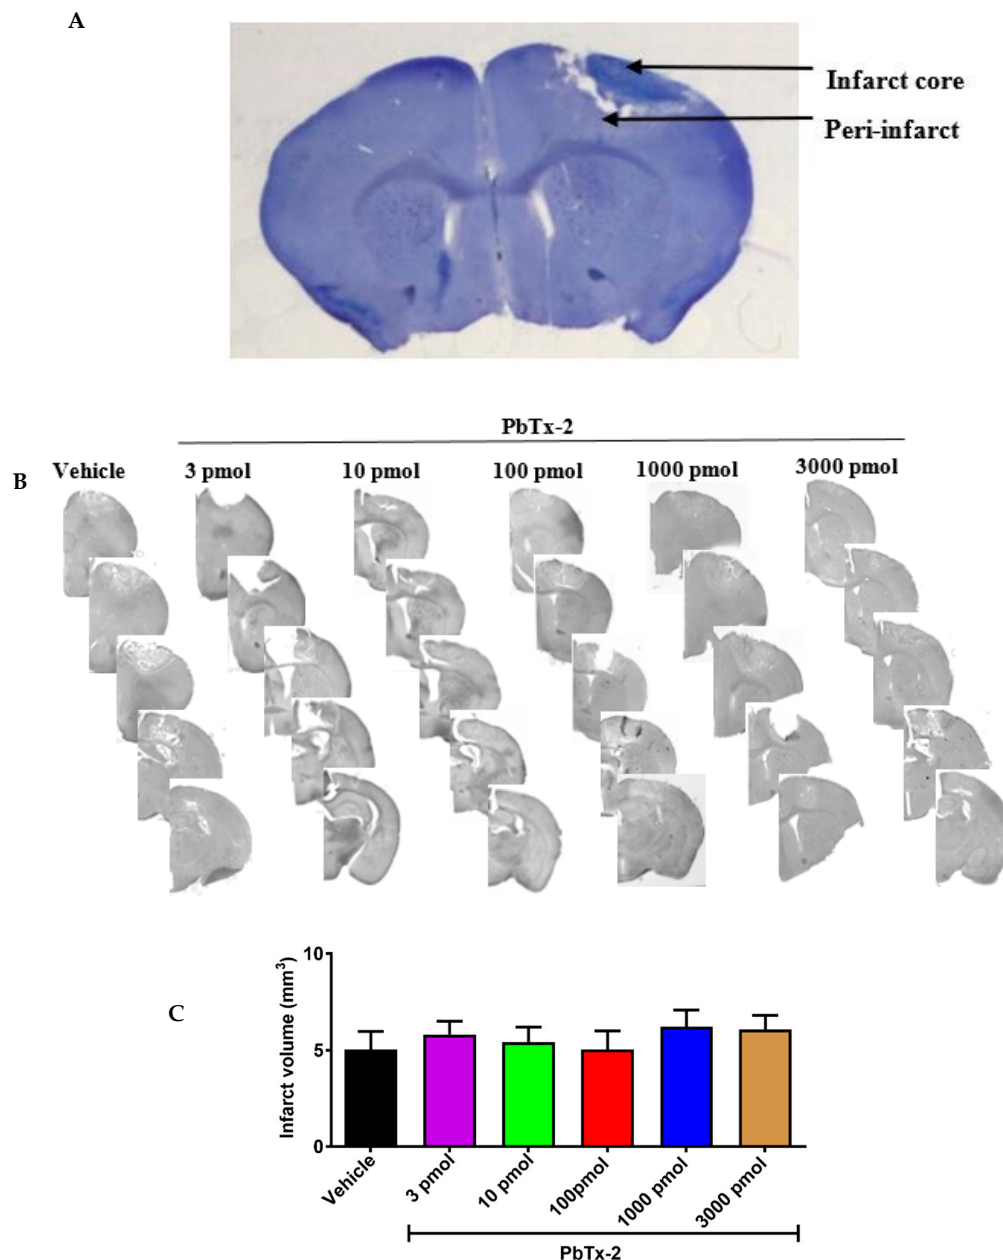 A
Infarct core
Peri-infarct
PbTx-2
B
Vehicle 3 pmol 10 pmol 100 pmol 1000 pmol 3000 pmol
C
Infarct volume (mm³)
10
5
0
Vehicle
3 pmol
10 pmol
100pmol
1000 pmol
3000 pmol
PbTx-2